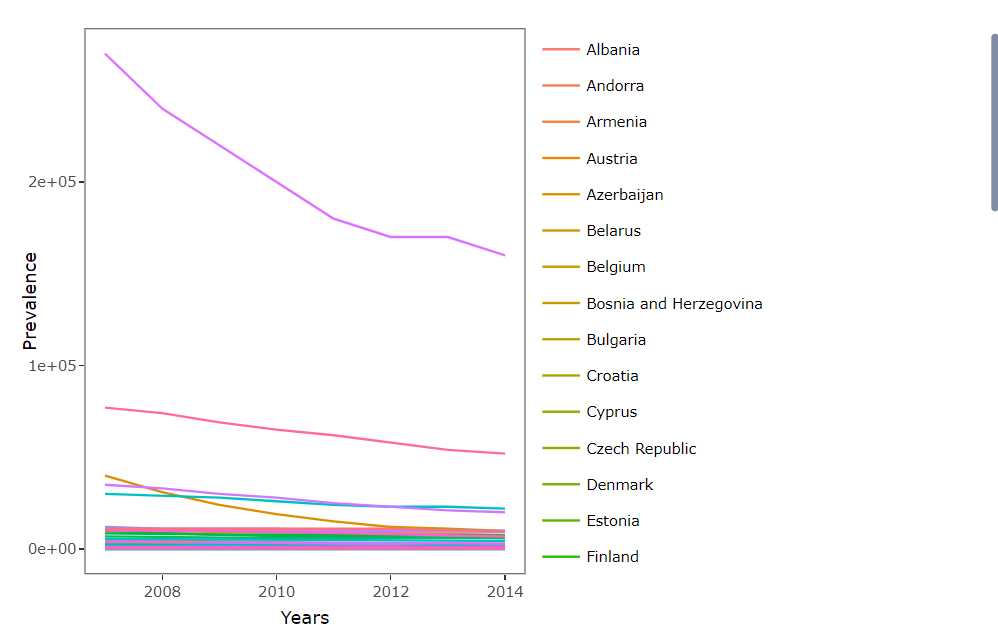 Prevalence
2e+05
1e+05
0e+00
2008
2010
2012
2014
Years
Albania
Andorra
Armenia
Austria
Azerbaijan
Belarus
Belgium
Bosnia and Herzegovina
Bulgaria
Croatia
Cyprus
Czech Republic
Denmark
Estonia
Finland